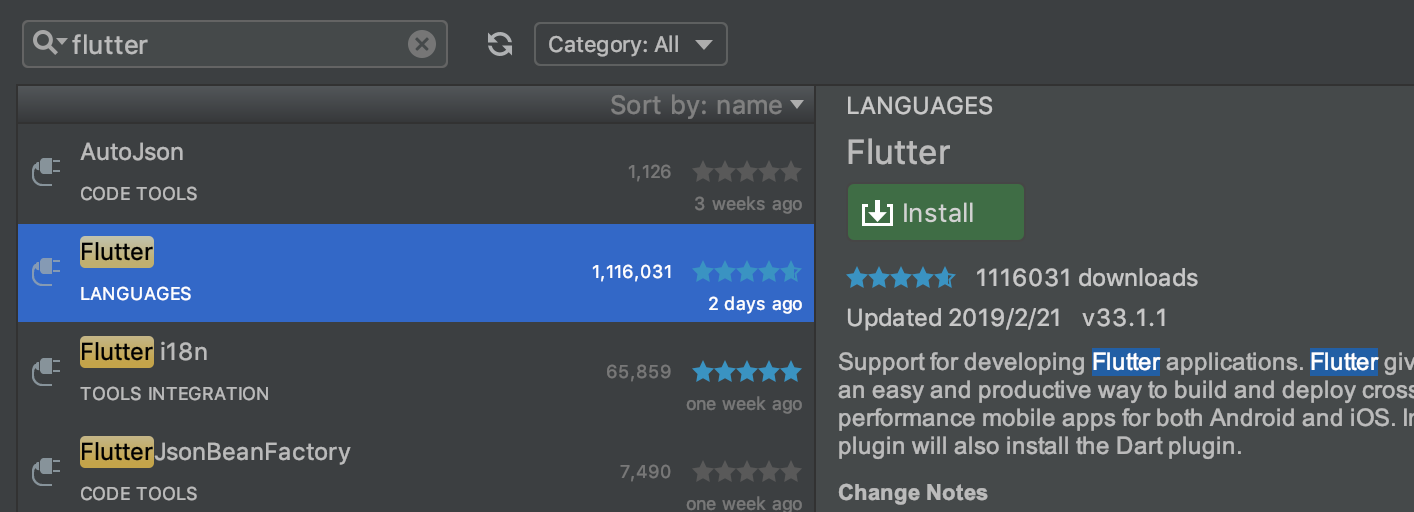 flutter
Category: All
Sort by: name
AutoJson
1,126
CODE TOOLS
3 weeks ago
Flutter
1,116,031
LANGUAGES
2 days ago
Flutter i18n
65,859
TOOLS INTEGRATION
one week ago
FlutterJsonBeanFactory
7,490
CODE TOOLS
one week ago
LANGUAGES
Flutter
Install
1116031 downloads
Updated 2019/2/21 v33.1.1
Support for developing Flutter applications. Flutter giv
an easy and productive way to build and deploy cross
performance mobile apps for both Android and iOS. In
plugin will also install the Dart plugin.
Change Notes